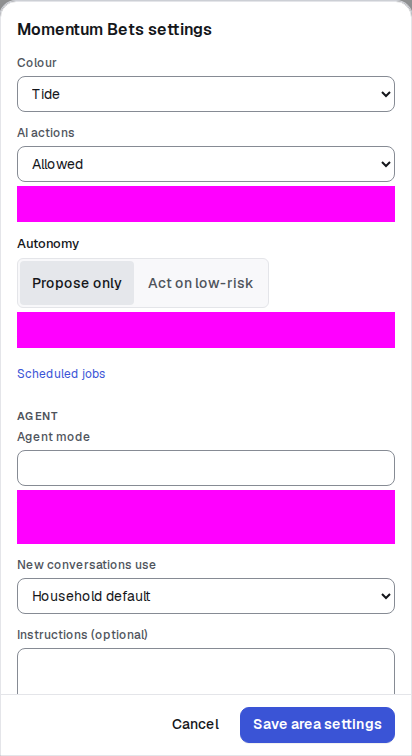 Momentum Bets settings
Colour
Tide
AI actions
Allowed
Autonomy
Propose only
Act on low-risk
Scheduled jobs
AGENT
Agent mode
New conversations use
Household default
Instructions (optional)
Cancel
Save area settings